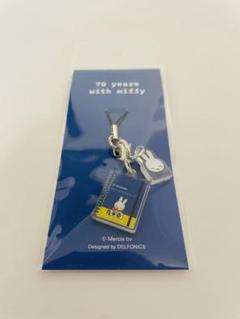 70 years
with miffy
© Mercis bv
Designed by DELFONICS